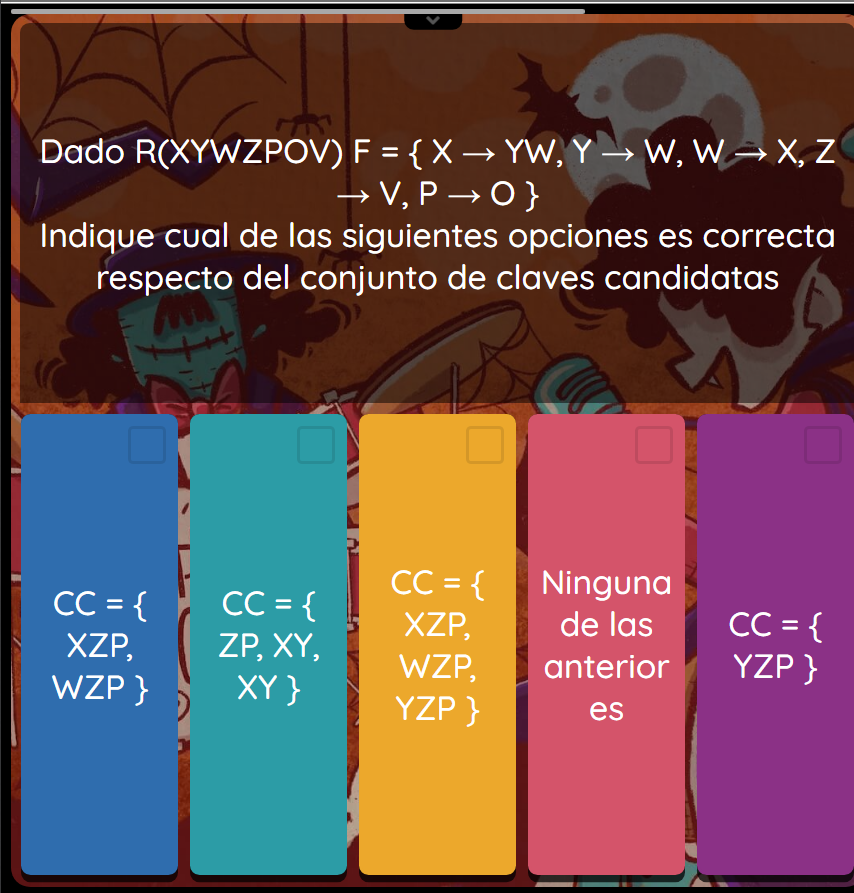 Dado R(XYWZPOV) F = { X → YW, Y → W, W → X, Z
→ V, P → O }
Indique cual de las siguientes opciones es correcta
respecto del conjunto de claves candidatas
CC = {
XZP,
WZP }
CC = {
ZP, XY,
XY }
CC = {
XZP,
WZP,
YZP }
Ninguna
de las
anterior
es
CC = {
YZP }